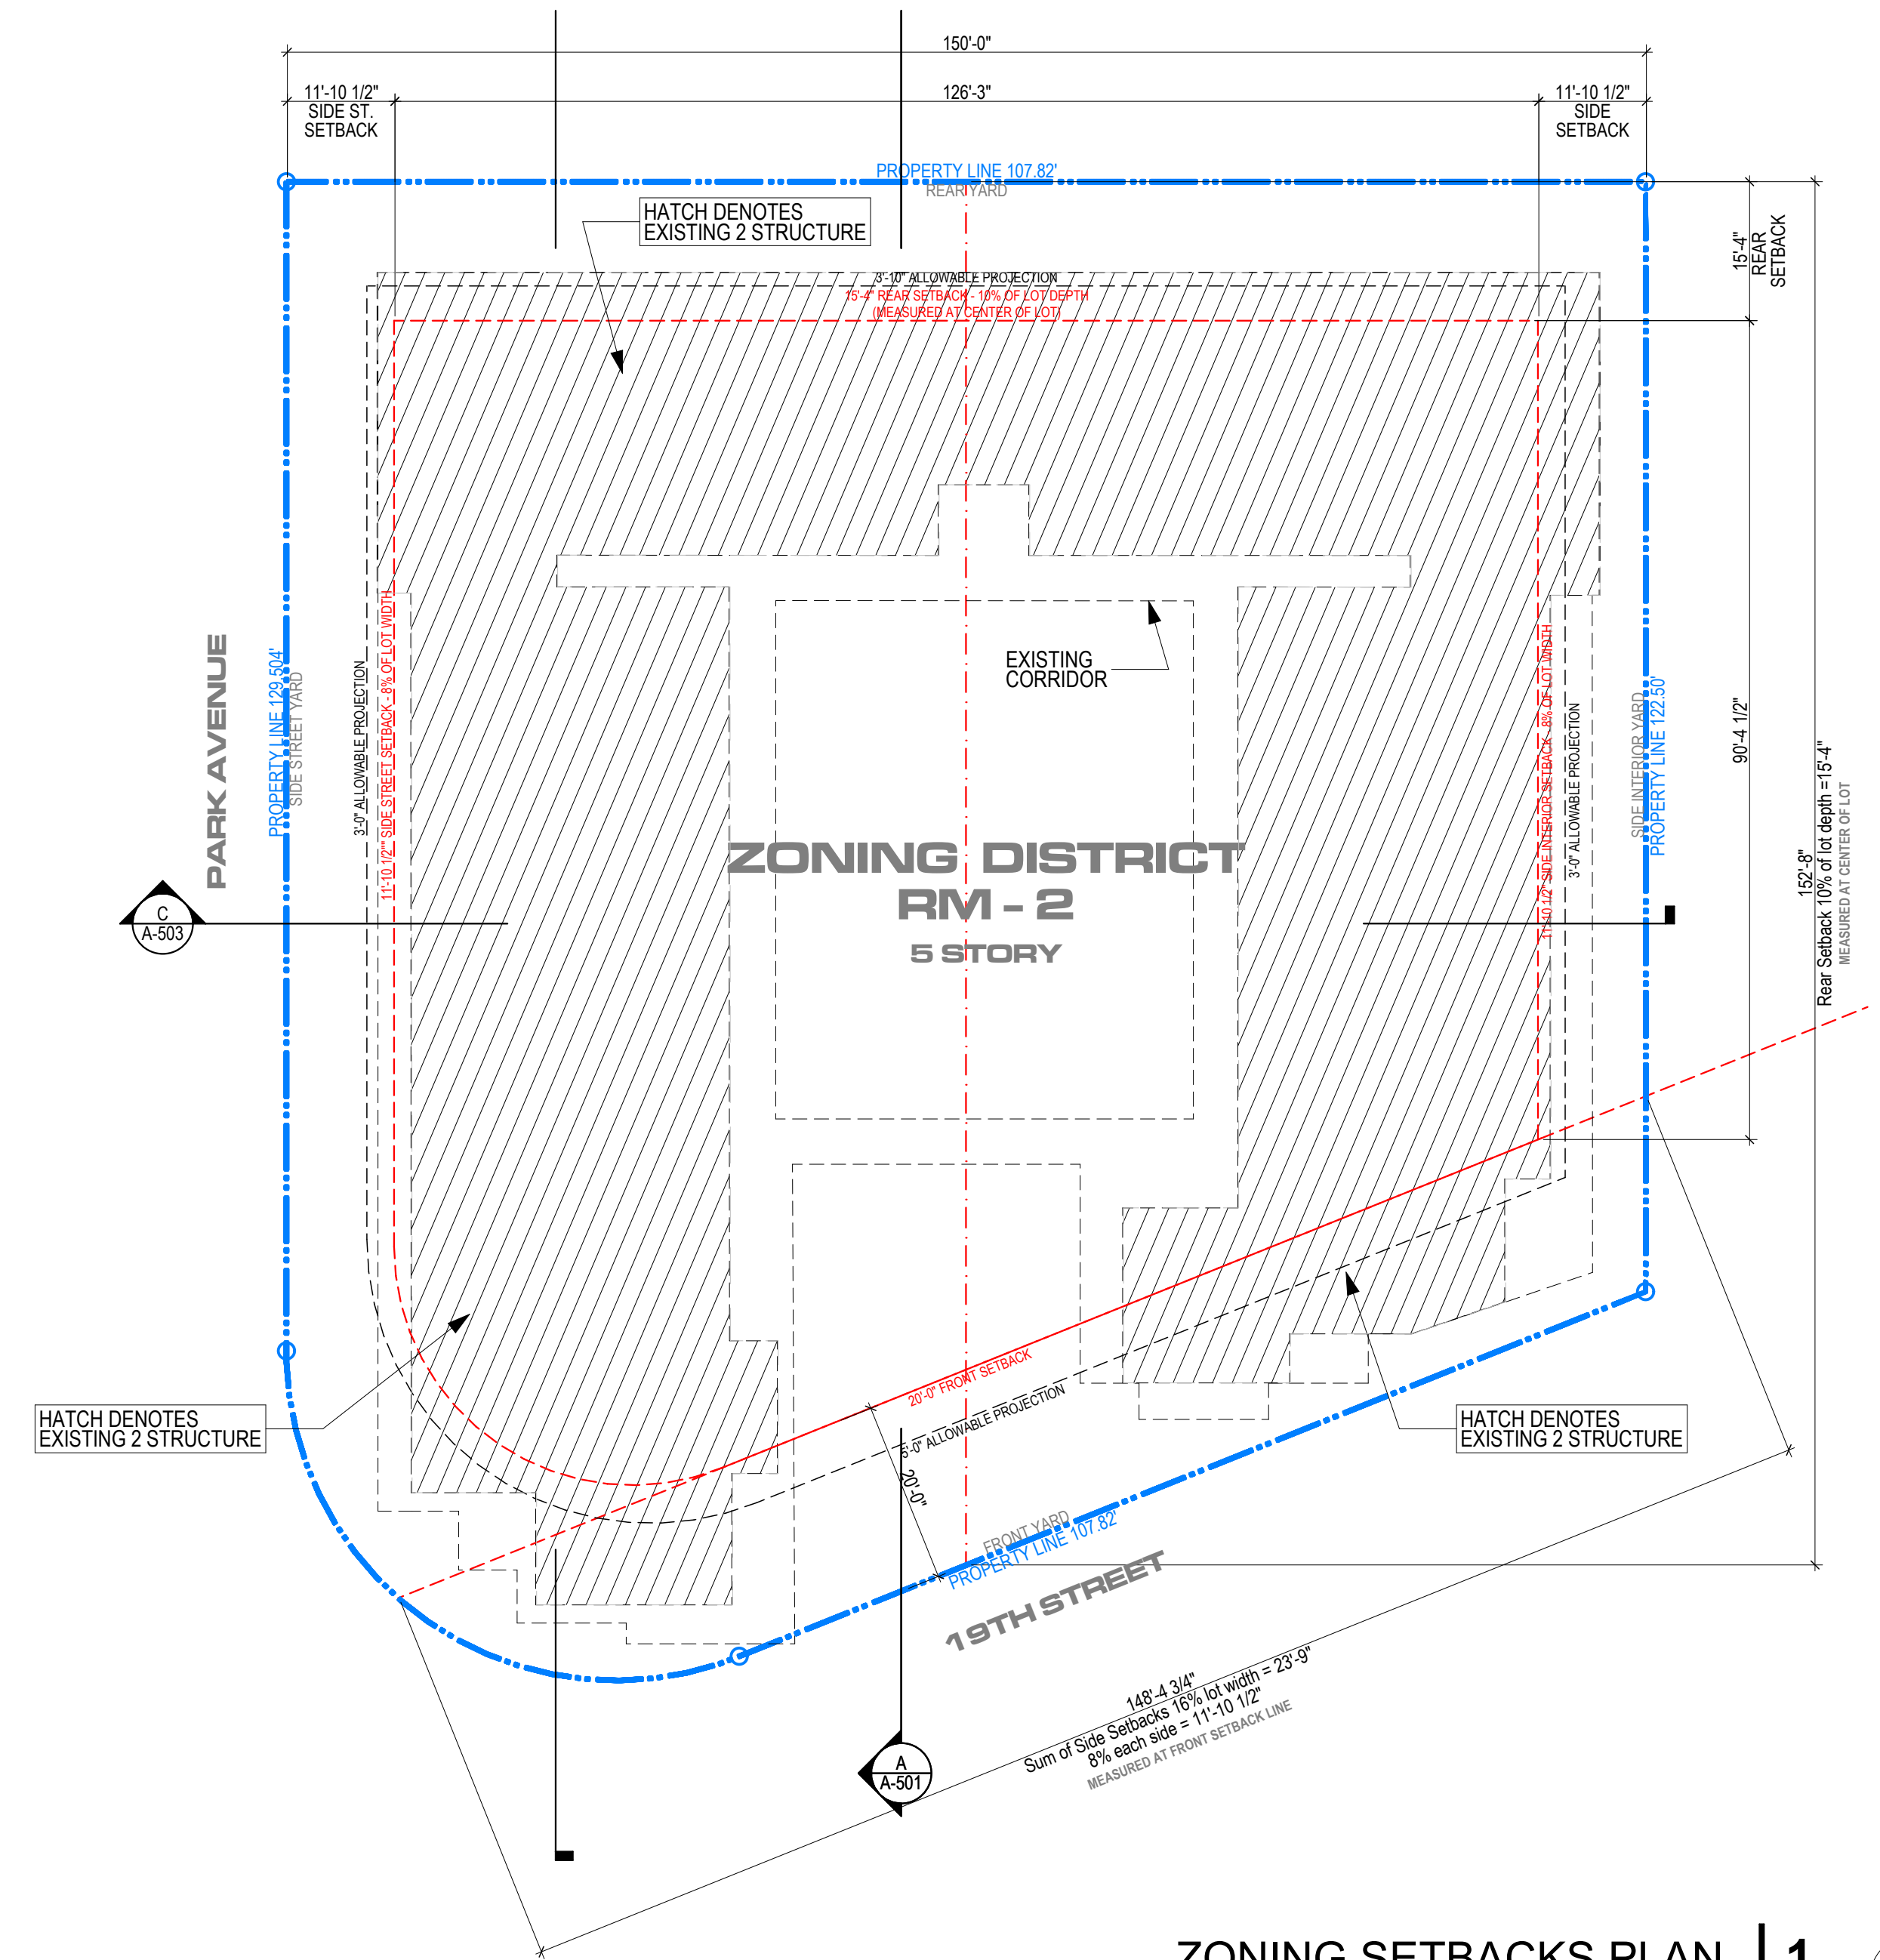 150'-0"
11'-10 1/2"
SIDE ST.
SETBACK
126'-3"
11'-10 1/2"
SIDE
SETBACK
PROPERTY LINE 107.82'
REAR YARD
HATCH DENOTES
EXISTING 2 STRUCTURE
15'-4"
REAR
SETBACK
3'-10" ALLOWABLE PROJECTION
15'-4" REAR SETBACK - 10% OF LOT DEPTH
(MEASURED AT CENTER OF LOT)
EXISTING
CORRIDOR
PARK AVENUE
PROPERTY LINE 129.504'
SIDE STREET YARD
3'-0" ALLOWABLE PROJECTION
11'-10 1/2"" SIDE STREET SETBACK - 8% OF LOT WIDTH
ZONING DISTRICT
RM - 2
5 STORY
11'-10 1/2" SIDE INTERIOR SETBACK - 8% OF LOT WIDTH
3'-0" ALLOWABLE PROJECTION
SIDE INTERIOR YARD
PROPERTY LINE 122.50'
90'-4 1/2"
152'-8"
Rear Setback 10% of lot depth =15'-4"
MEASURED AT CENTER OF LOT
C
A-503
20'-0" FRONT SETBACK
5'-0" ALLOWABLE PROJECTION
20'-0"
HATCH DENOTES
EXISTING 2 STRUCTURE
HATCH DENOTES
EXISTING 2 STRUCTURE
FRONT YARD
PROPERTY LINE 107.82'
19TH STREET
148'-4 3/4"
Sum of Side Setbacks 16% lot width = 23'-9"
8% each side = 11'-10 1/2"
MEASURED AT FRONT SETBACK LINE
A
A-501
ZONING SETBACKS PLAN
1